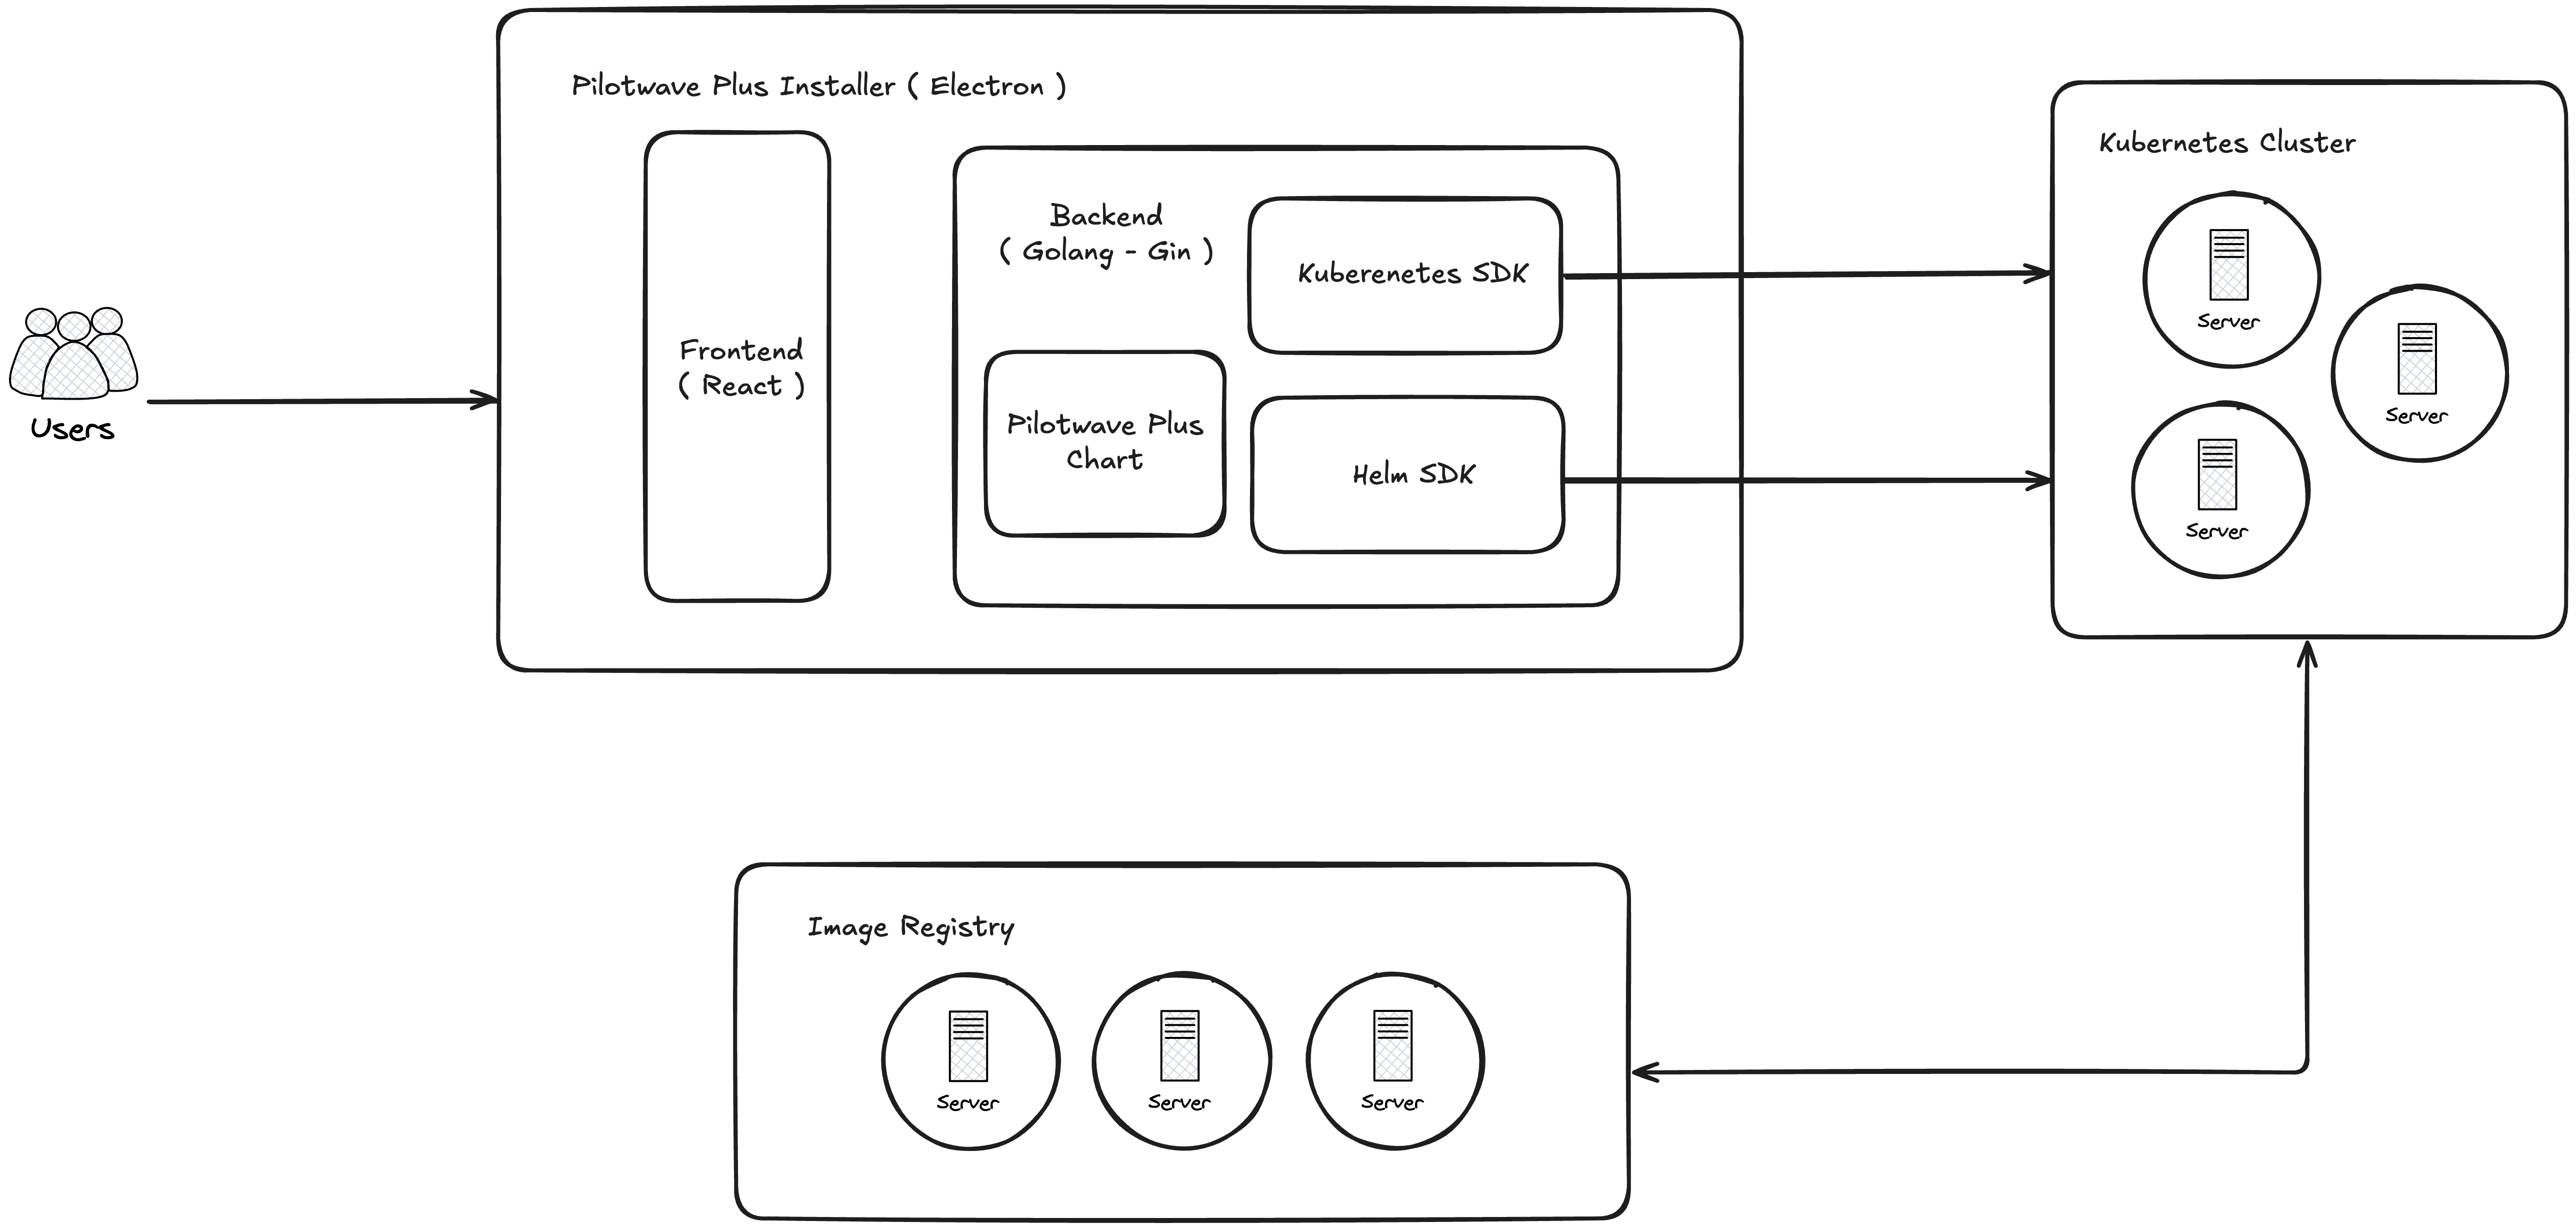 Pilotwave Plus Installer ( Electron )
Frontend
( React )
Backend
( Golang - Gin )
Kuberenetes SDK
Pilotwave Plus
Chart
Helm SDK
Users
Kubernetes Cluster
Server
Server
Server
Image Registry
Server
Server
Server